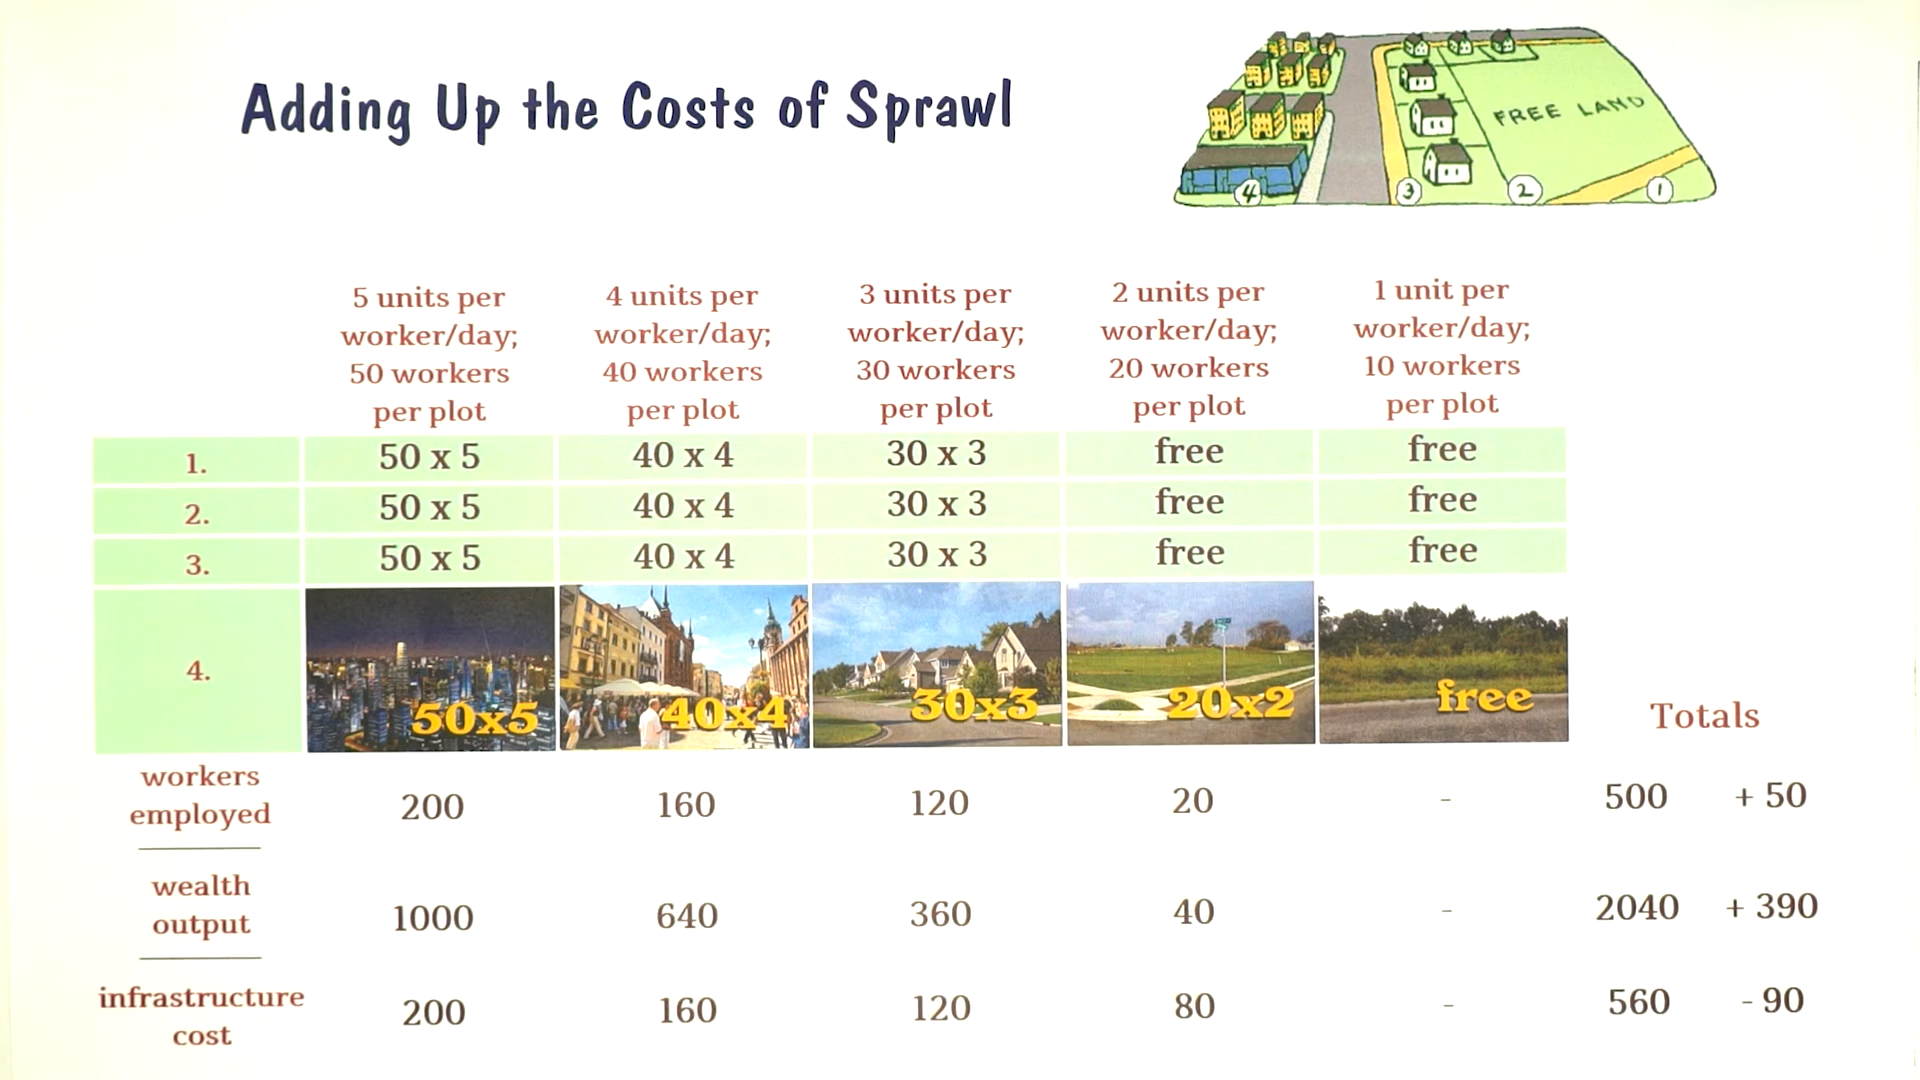 Adding Up the Costs of Sprawl
FREE LAND
4 3 2 1
5 units per worker/day; 50 workers per plot
4 units per worker/day; 40 workers per plot
3 units per worker/day; 30 workers per plot
2 units per worker/day; 20 workers per plot
1 unit per worker/day; 10 workers per plot
1. 50 x 5 40 x 4 30 x 3 free free
2. 50 x 5 40 x 4 30 x 3 free free
3. 50 x 5 40 x 4 30 x 3 free free
4. 50x5 40x4 30x3 20x2 free
Totals
workers employed 200 160 120 20 - 500 + 50
wealth output 1000 640 360 40 - 2040 + 390
infrastructure cost 200 160 120 80 - 560 - 90